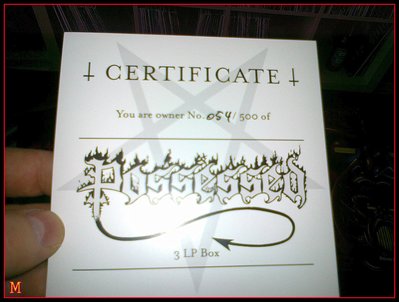 CERTIFICATE
You are owner No. 054/500 of
Possessed
3 LP Box
M